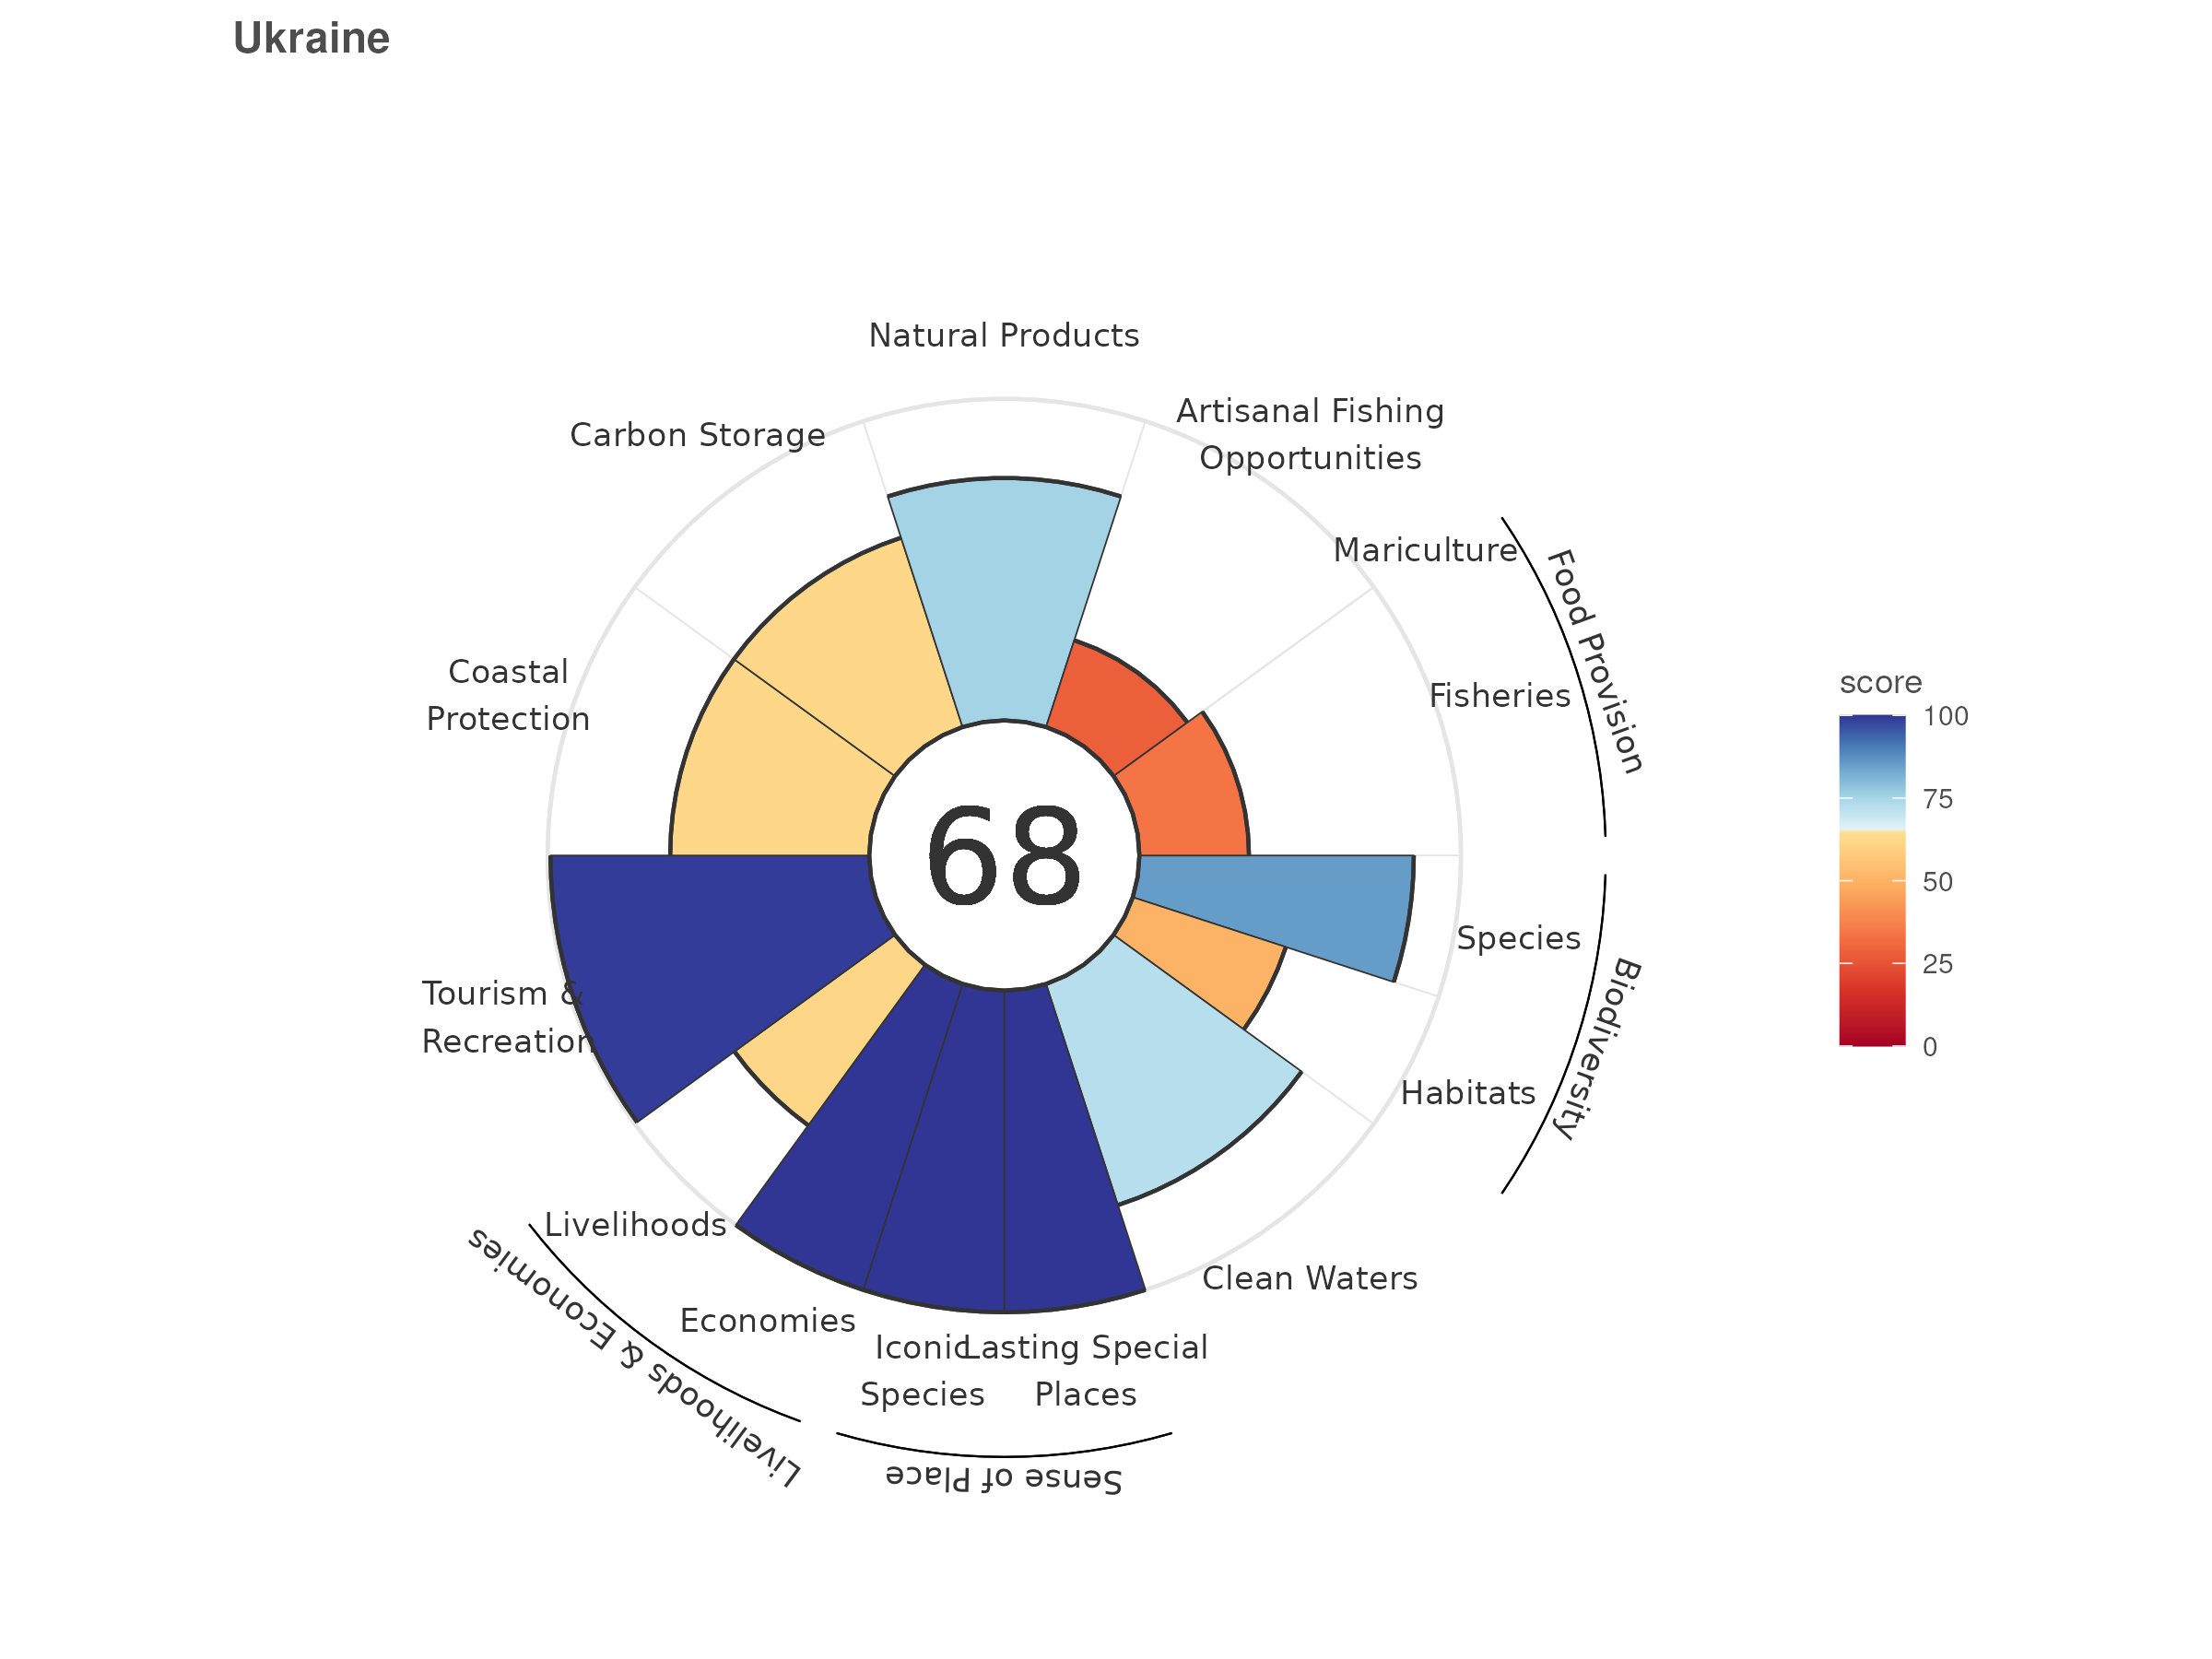 Ukraine
Natural Products
Artisanal Fishing
Opportunities
Carbon Storage
Mariculture
Food Provision
Coastal
Protection
Fisheries
score
100
75
50
25
0
68
Species
Biodiversity
Tourism &
Recreation
Habitats
Livelihoods
Clean Waters
Livelihoods & Economies
Economies
Iconic
Species
Lasting Special
Places
Sense of Place